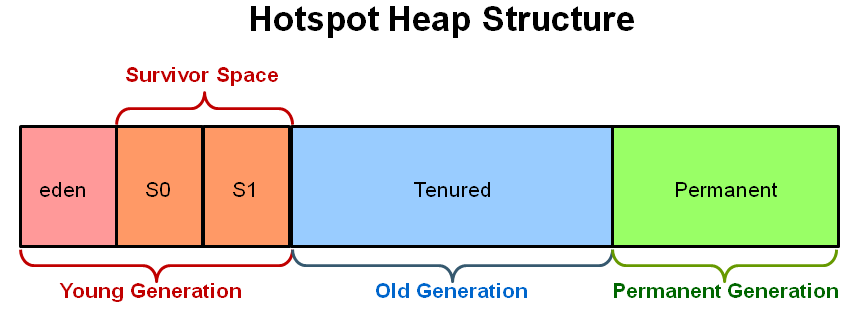 Hotspot Heap Structure
Survivor Space
eden S0 S1 Tenured Permanent
Young Generation Old Generation Permanent Generation